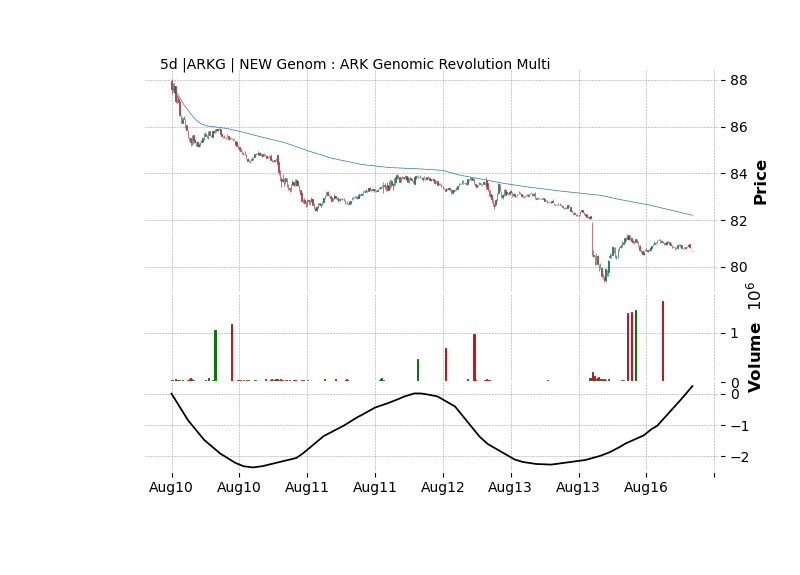 5d |ARKG | NEW Genom : ARK Genomic Revolution Multi
88
86
84
82
80
Price
1
0
Volume 10^6
0
−1
−2
Aug10 Aug10 Aug11 Aug11 Aug12 Aug13 Aug13 Aug16